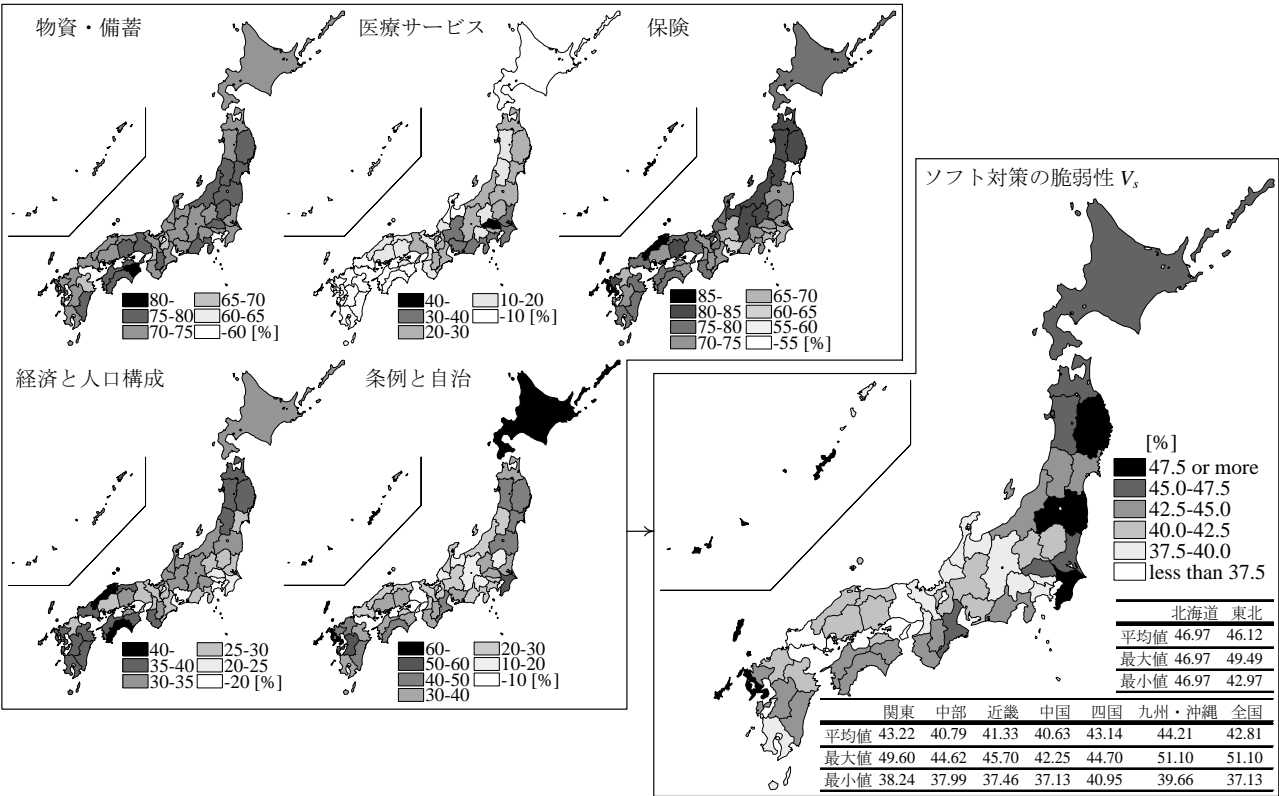 物資・備蓄
80-
75-80
70-75
65-70
60-65
-60 [%]
医療サービス
40-
30-40
20-30
10-20
-10 [%]
保険
85-
80-85
75-80
70-75
65-70
60-65
55-60
-55 [%]
経済と人口構成
40-
35-40
30-35
25-30
20-25
-20 [%]
条例と自治
60-
50-60
40-50
30-40
20-30
10-20
-10 [%]
ソフト対策の脆弱性 Vs
[%]
47.5 or more
45.0-47.5
42.5-45.0
40.0-42.5
37.5-40.0
less than 37.5
北海道 東北
平均値 46.97 46.12
最大値 46.97 49.49
最小値 46.97 42.97
関東 中部 近畿 中国 四国 九州・沖縄 全国
平均値 43.22 40.79 41.33 40.63 43.14 44.21 42.81
最大値 49.60 44.62 45.70 42.25 44.70 51.10 51.10
最小値 38.24 37.99 37.46 37.13 40.95 39.66 37.13